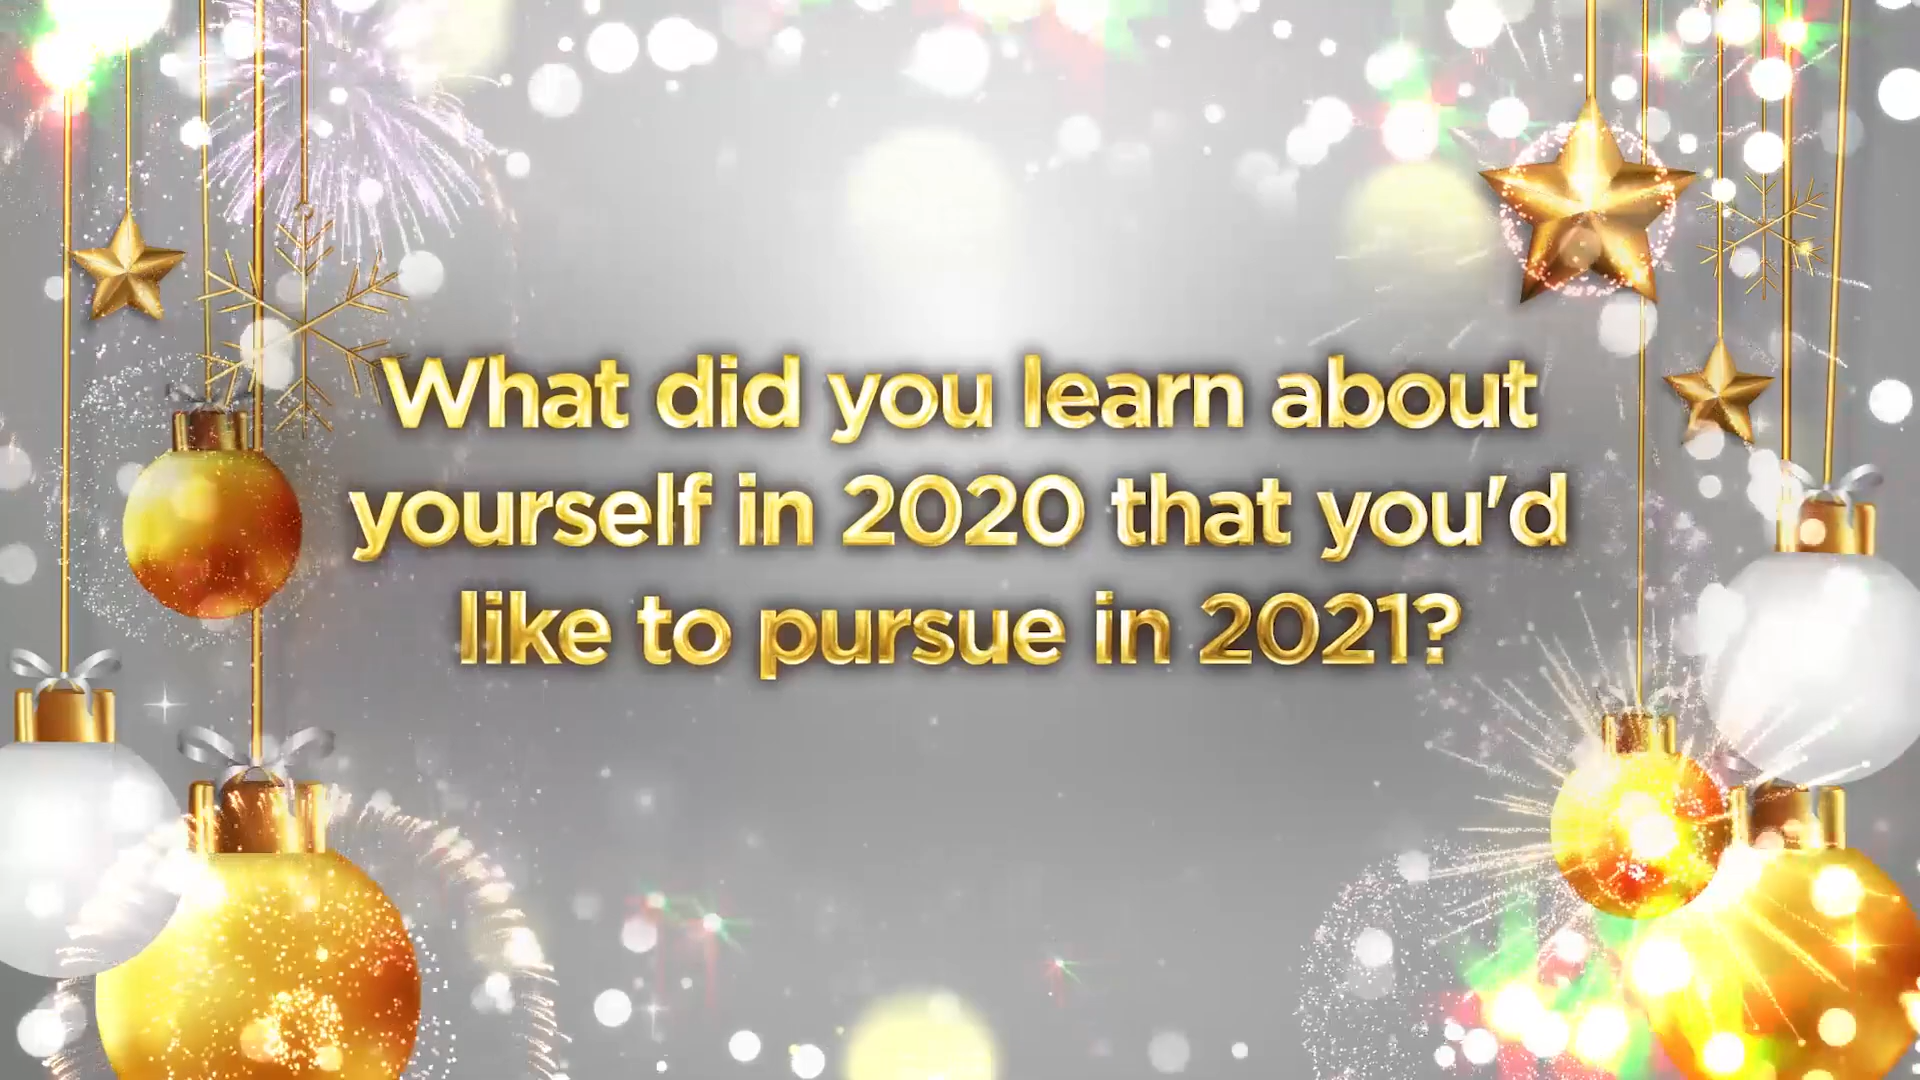 What did you learn about
yourself in 2020 that you'd
like to pursue in 2021?